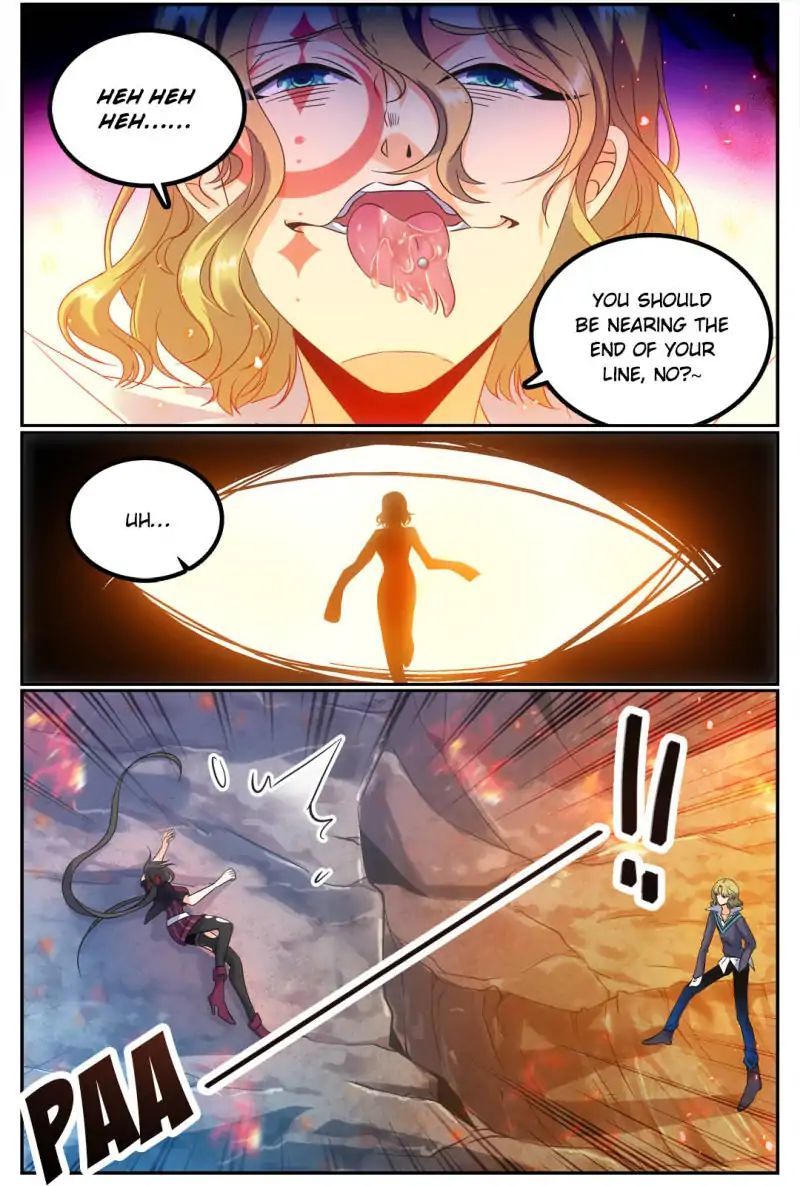 HEH HEH
HEH......
YOU SHOULD
BE NEARING THE
END OF YOUR
LINE, NO?~
UH...
!!
PAA